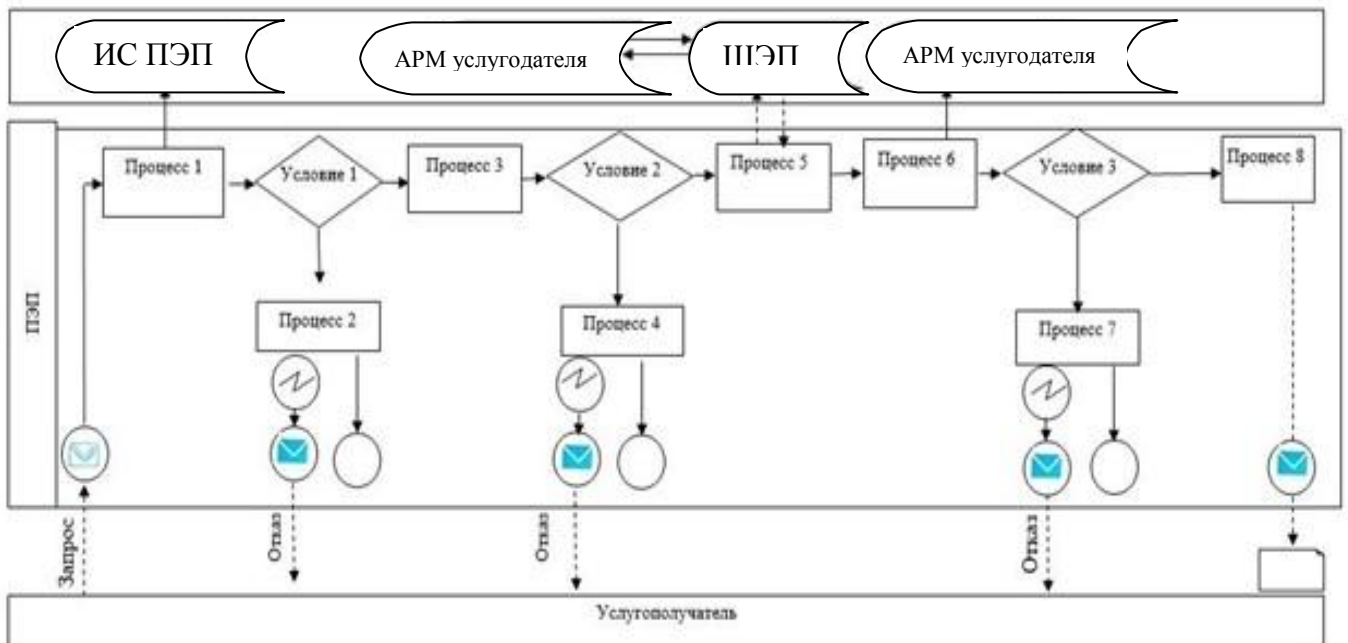 ИС ПЭП
АРМ услугодателя
ШЭП
АРМ услугодателя
ПЭП
Процесс 1
Условие 1
Процесс 3
Условие 2
Процесс 5
Процесс 6
Условие 3
Процесс 8
Процесс 2
Процесс 4
Процесс 7
Запрос
Отказ
Отказ
Отказ
Услугополучатель